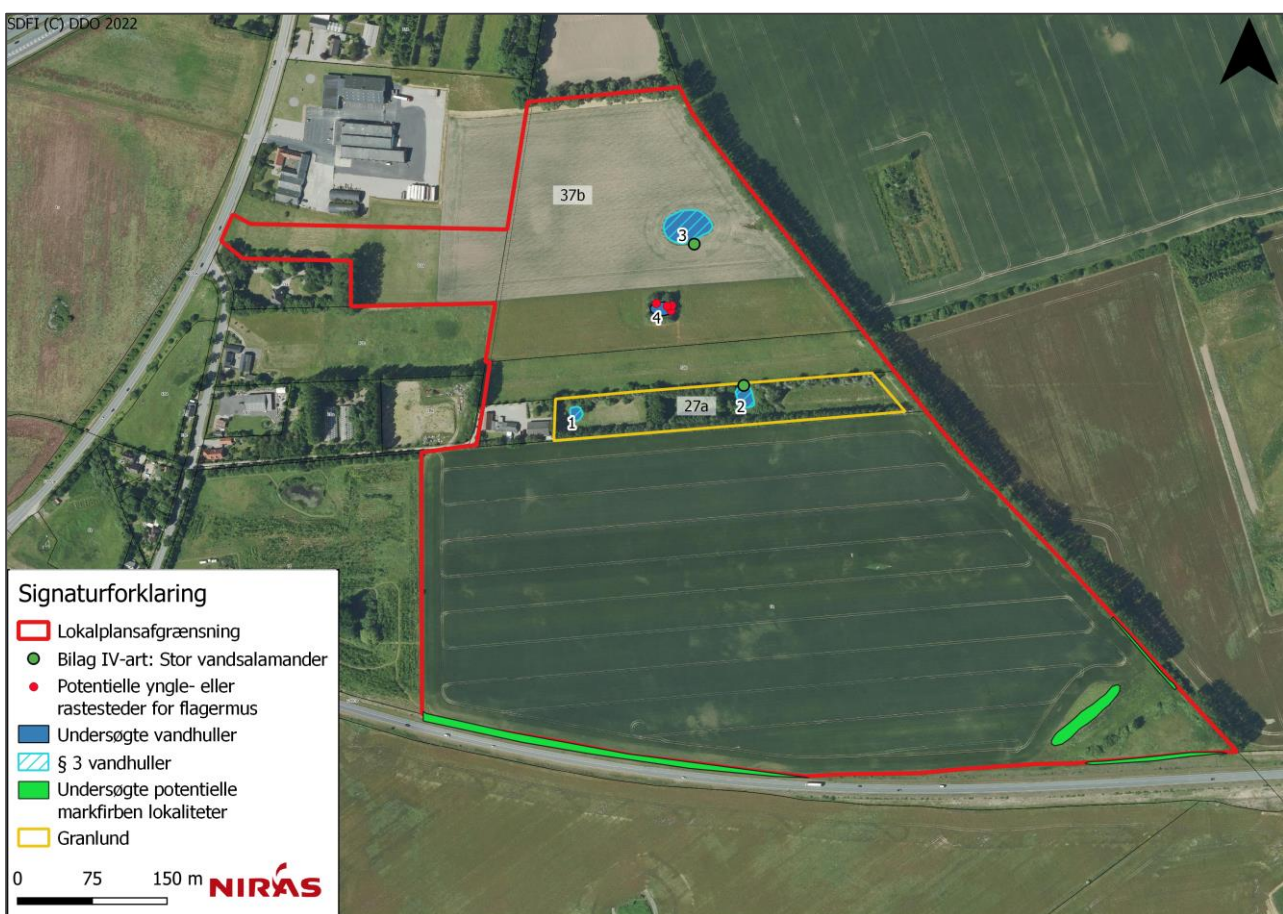 SDFI (C) DDO 2022
37b
3
4
27a
2
1
Signaturforklaring
Lokalplansafgrænsning
Bilag IV-art: Stor vandsalamander
Potentielle yngle- eller
rastesteder for flagermus
Undersøgte vandhuller
§ 3 vandhuller
Undersøgte potentielle
markfirben lokaliteter
Granlund
0 75 150 m
NIRAS